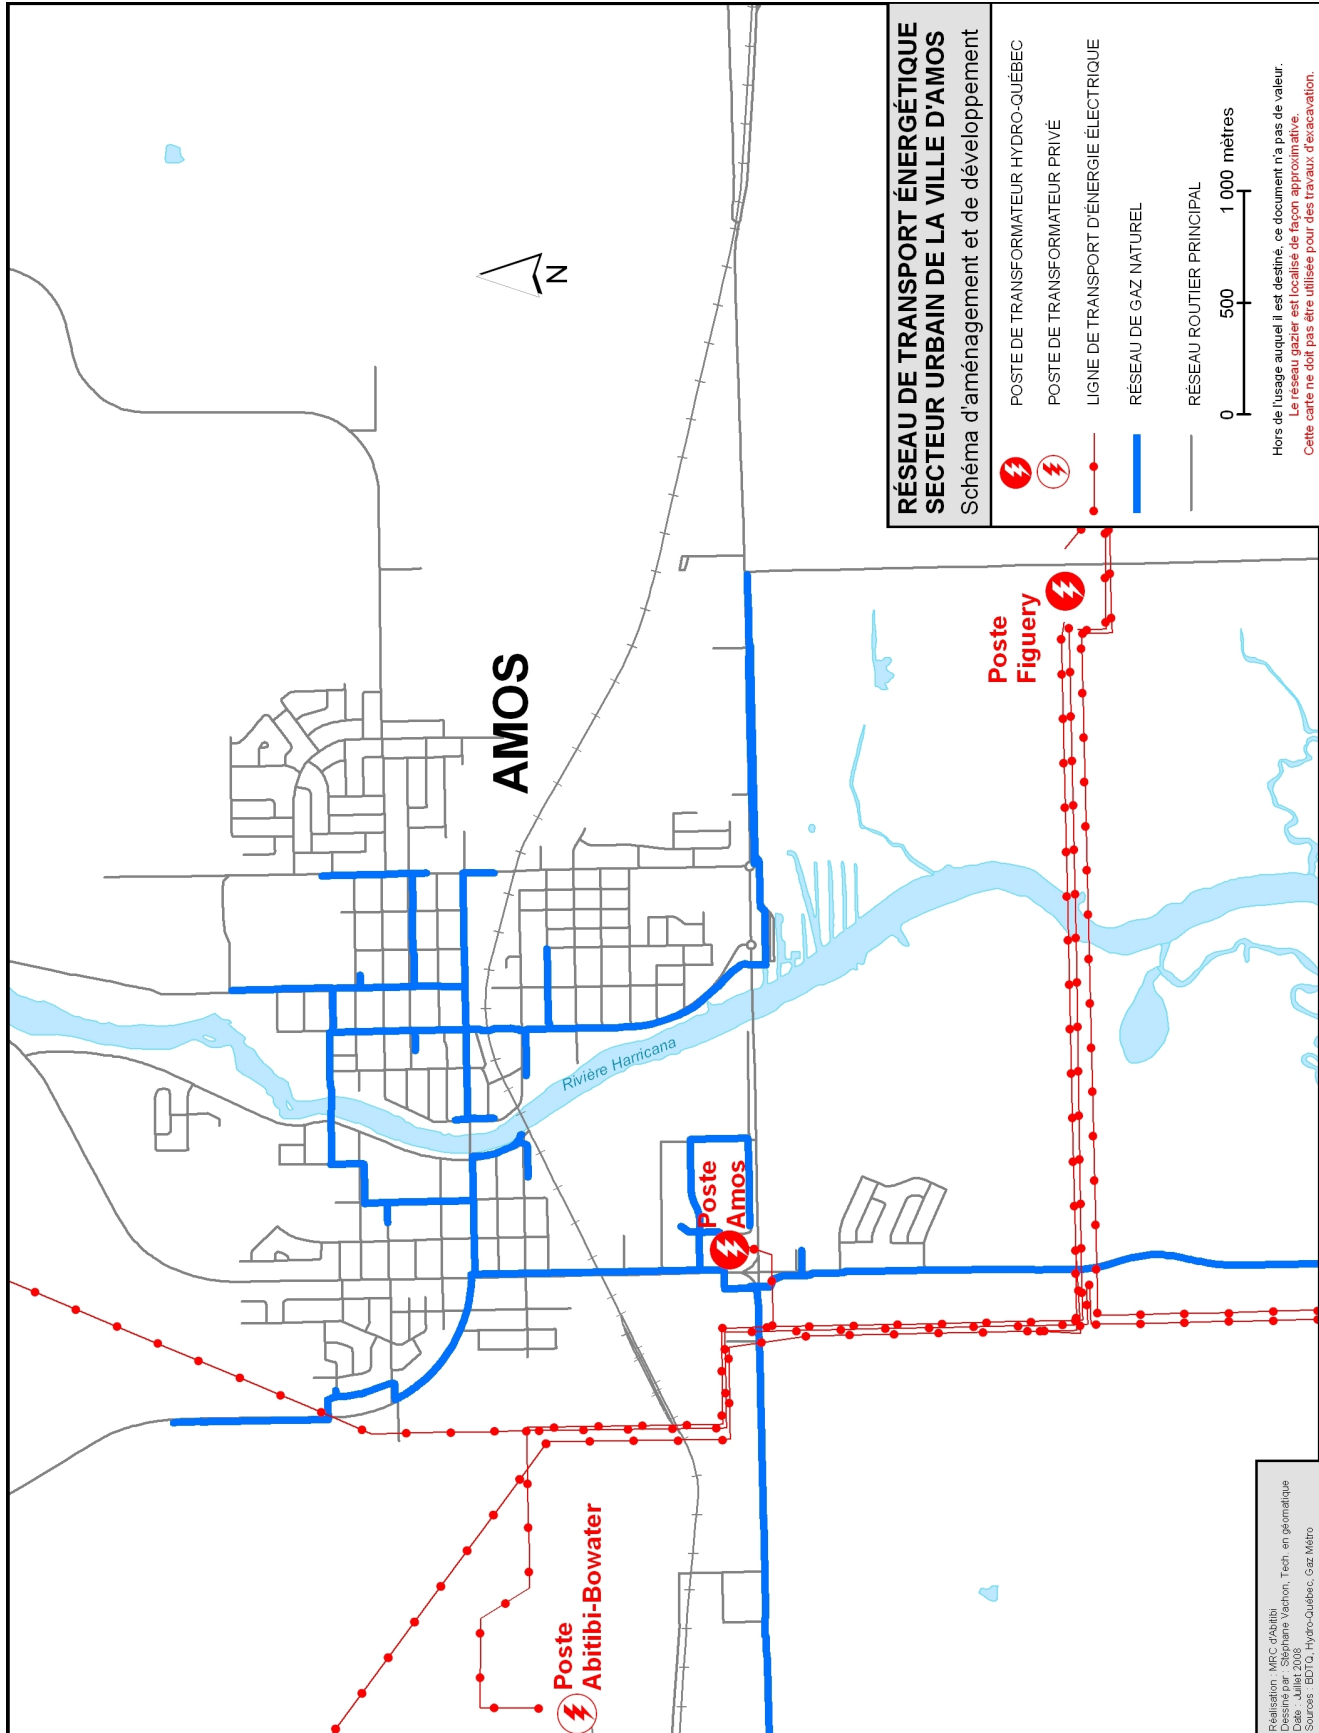 RÉSEAU DE TRANSPORT ÉNERGÉTIQUE
SECTEUR URBAIN DE LA VILLE D'AMOS
Schéma d'aménagement et de développement
POSTE DE TRANSFORMATEUR HYDRO-QUÉBEC
POSTE DE TRANSFORMATEUR PRIVÉ
LIGNE DE TRANSPORT D'ÉNERGIE ÉLECTRIQUE
RÉSEAU DE GAZ NATUREL
RÉSEAU ROUTIER PRINCIPAL
0 500 1 000 mètres
Hors de l'usage auquel il est destiné, ce document n'a pas de valeur.
Le réseau gazier est localisé de façon approximative.
Cette carte ne doit pas être utilisée pour des travaux d'exacavation.
N
AMOS
Rivière Harricana
Poste
Amos
Poste
Figuery
Poste
Abitibi-Bowater
Réalisation : MRC d'Abitibi
Dessiné par : Stéphane Vachon, Tech. en géomatique
Date : Juillet 2008
Sources : BDTQ, Hydro-Québec, Gaz Métro